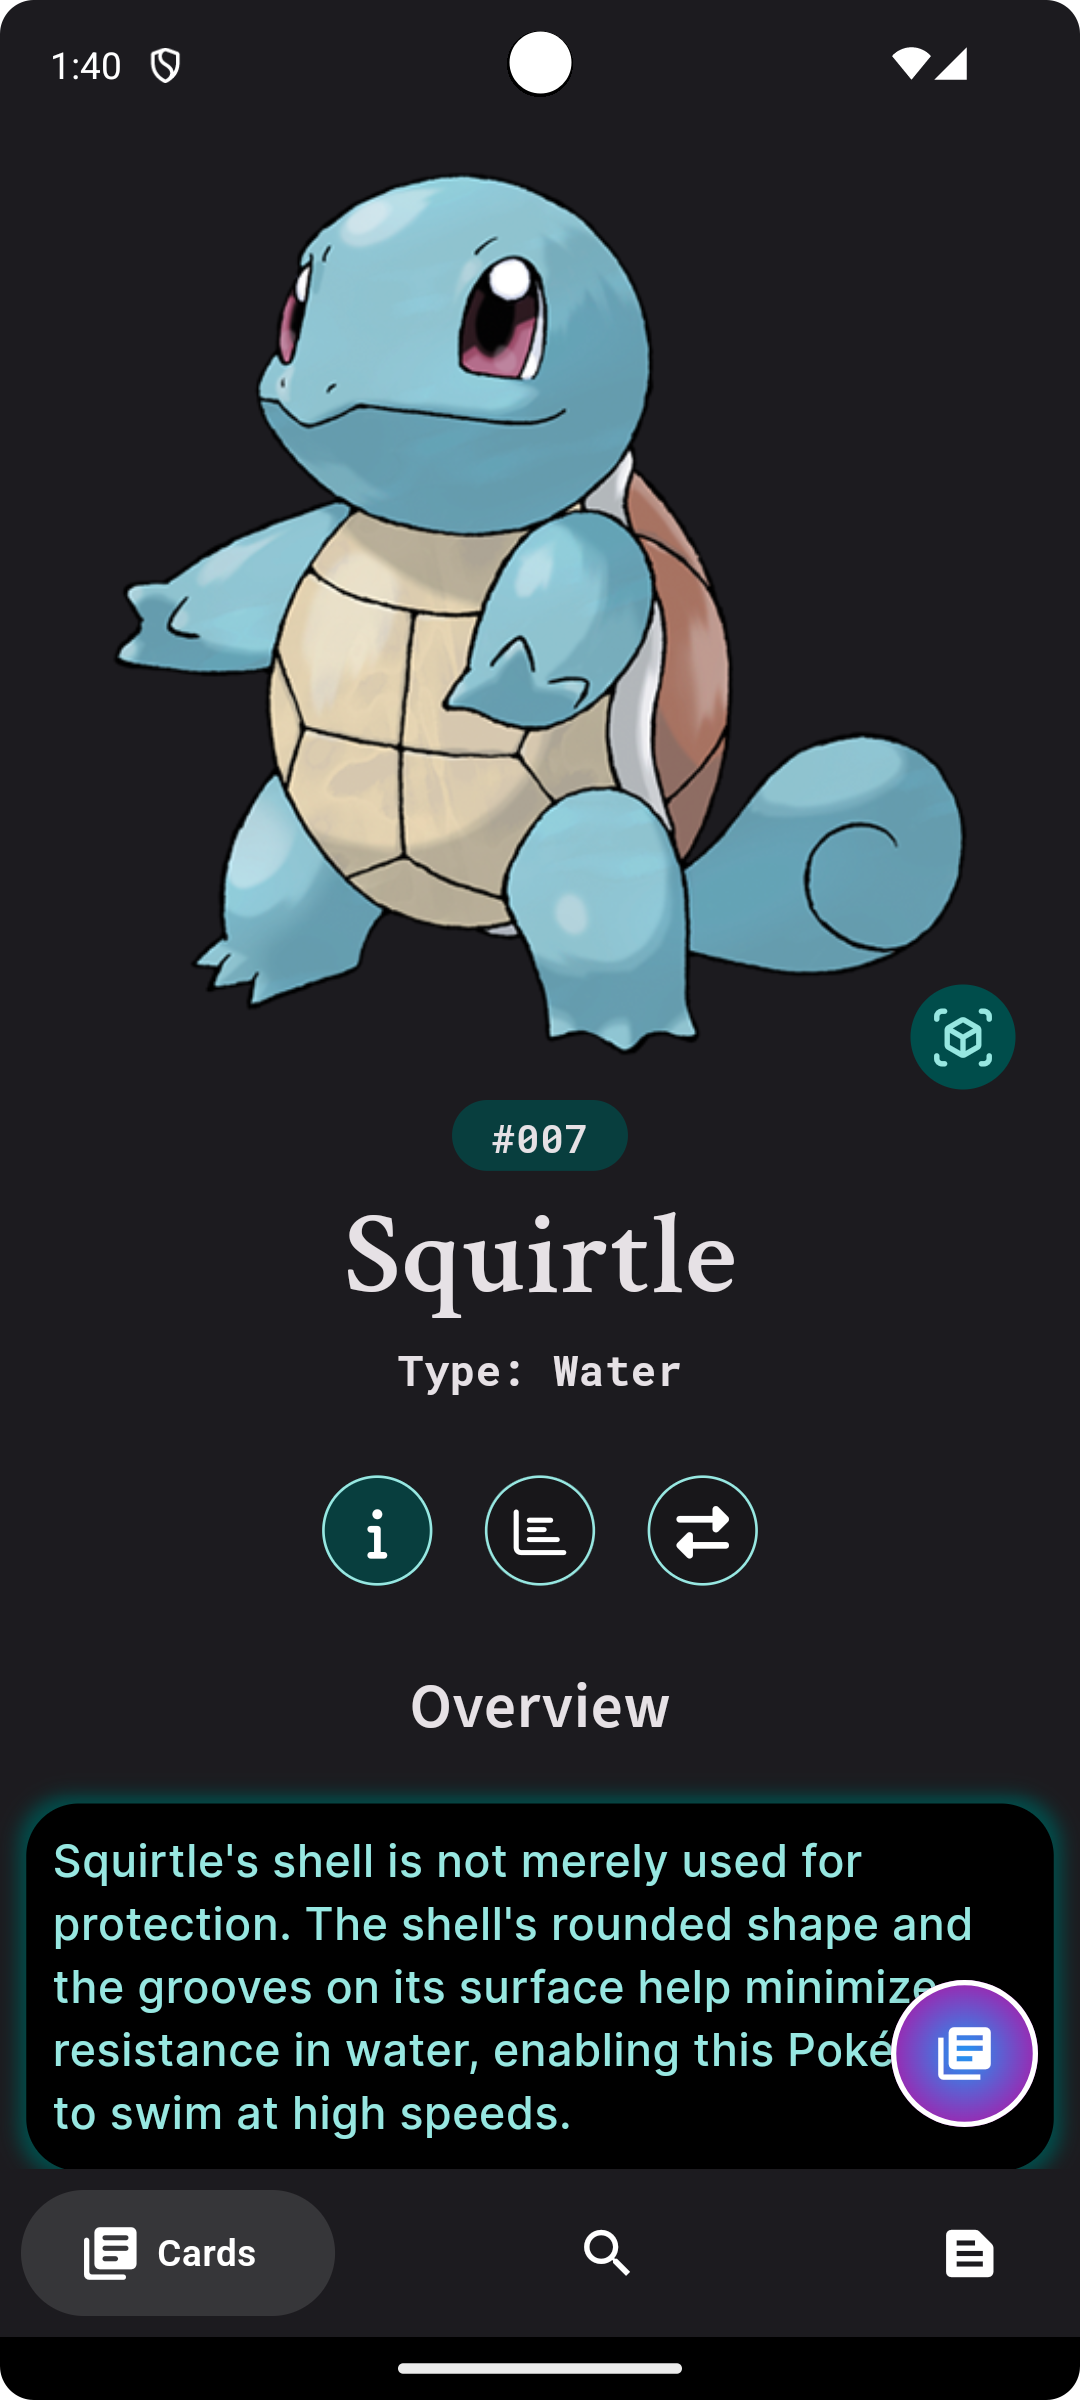 1:40
#007
Squirtle
Type: Water
Overview
Squirtle's shell is not merely used for
protection. The shell's rounded shape and
the grooves on its surface help minimize
resistance in water, enabling this Poké
to swim at high speeds.
Cards